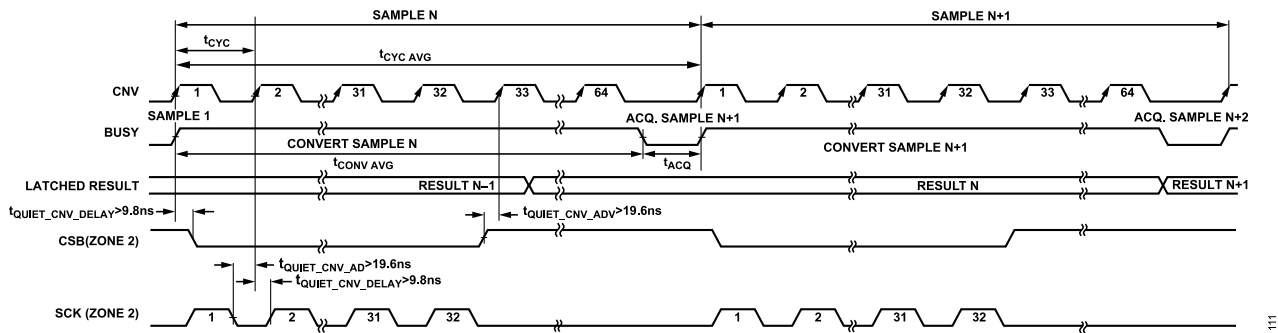 SAMPLE N SAMPLE N+1
tCYC
tCYC AVG
CNV 1 2 31 32 33 64 1 2 31 32 33 64
SAMPLE 1 ACQ. SAMPLE N+1 ACQ. SAMPLE N+2
BUSY
CONVERT SAMPLE N CONVERT SAMPLE N+1
tCONV AVG tACQ
LATCHED RESULT RESULT N–1 RESULT N RESULT N+1
tQUIET_CNV_DELAY>9.8ns tQUIET_CNV_ADV>19.6ns
CSB(ZONE 2)
tQUIET_CNV_AD>19.6ns
tQUIET_CNV_DELAY>9.8ns
SCK (ZONE 2) 1 2 31 32 1 2 31 32
111